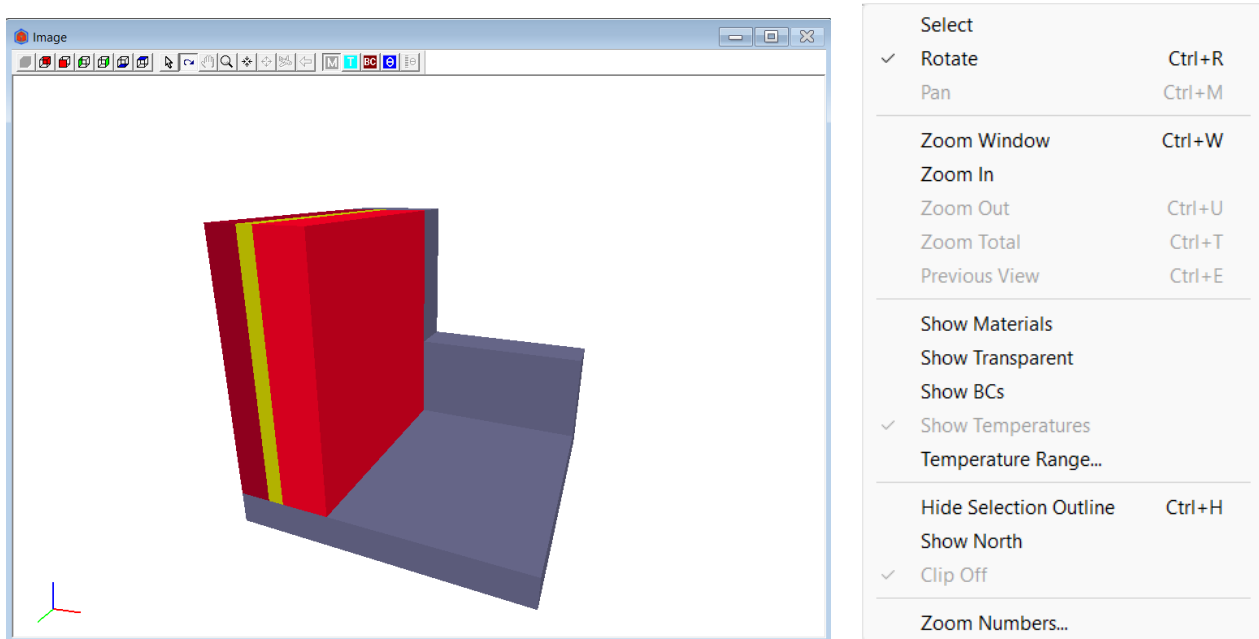 Image
M
T
BC
Θ
Select
Rotate Ctrl+R
Pan Ctrl+M
Zoom Window Ctrl+W
Zoom In
Zoom Out Ctrl+U
Zoom Total Ctrl+T
Previous View Ctrl+E
Show Materials
Show Transparent
Show BCs
Show Temperatures
Temperature Range...
Hide Selection Outline Ctrl+H
Show North
Clip Off
Zoom Numbers...